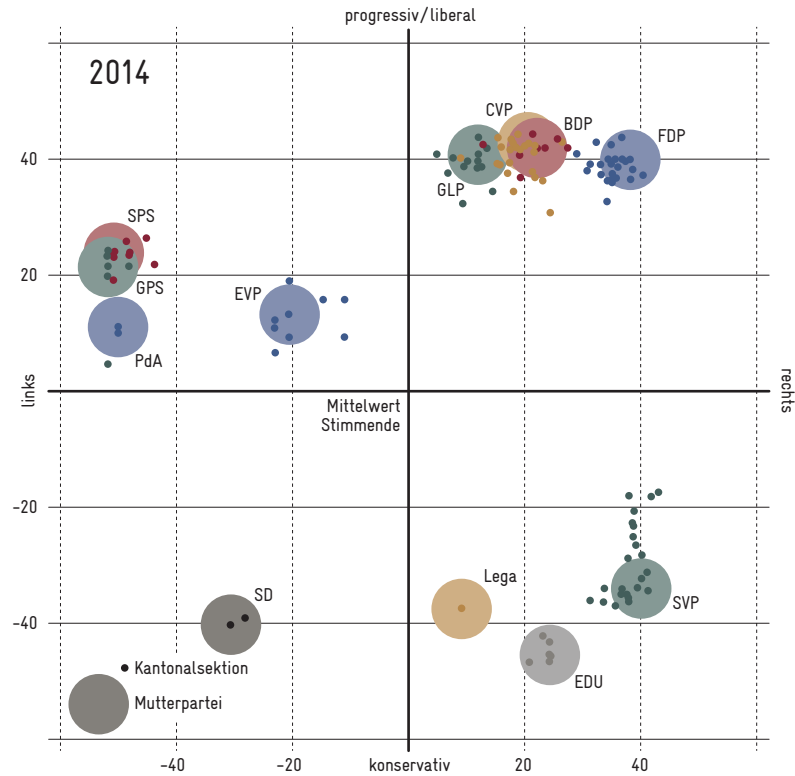 progressiv/liberal
2014
CVP
BDP
FDP
40
GLP
SPS
20
GPS
EVP
PdA
links
rechts
Mittelwert
Stimmende
-20
Lega
SD
SVP
-40
Kantonalsektion
EDU
Mutterpartei
-40
-20
konservativ
20
40